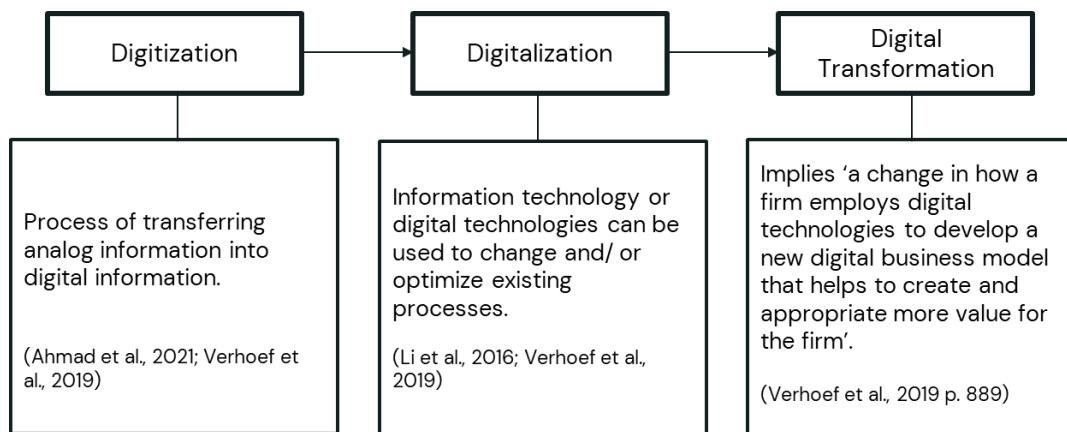 Digitization
Digitalization
Digital
Transformation
Process of transferring
analog information into
digital information.
(Ahmad et al., 2021; Verhoef et
al., 2019)
Information technology or
digital technologies can be
used to change and/ or
optimize existing
processes.
(Li et al., 2016; Verhoef et al.,
2019)
Implies ‘a change in how a
firm employs digital
technologies to develop a
new digital business model
that helps to create and
appropriate more value for
the firm’.
(Verhoef et al., 2019 p. 889)